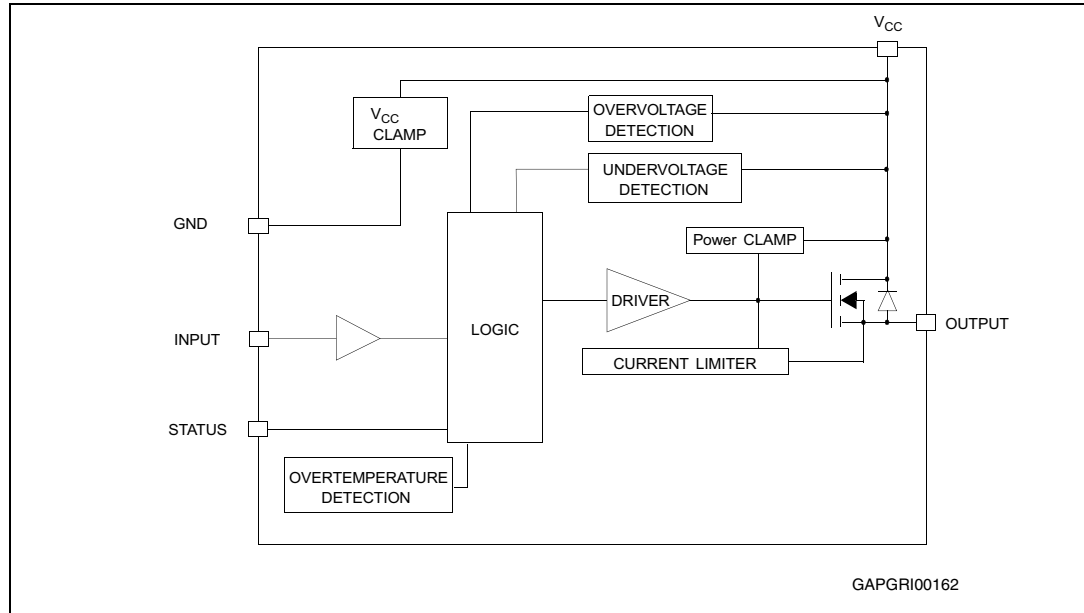 VCC
VCC
CLAMP
OVERVOLTAGE
DETECTION
UNDERVOLTAGE
DETECTION
GND
Power CLAMP
DRIVER
LOGIC
INPUT
OUTPUT
CURRENT LIMITER
STATUS
OVERTEMPERATURE
DETECTION
GAPGRI00162